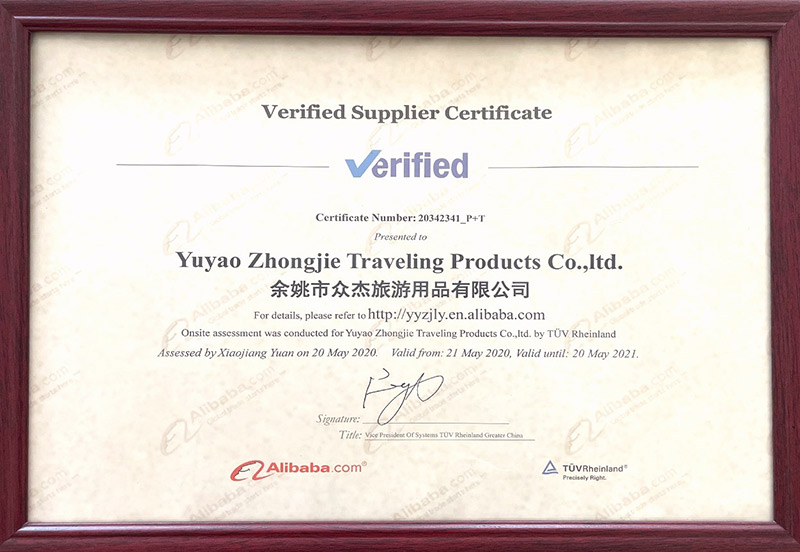 Verified Supplier Certificate
Verified
Certificate Number: 20342341_P+T
Presented to
Yuyao Zhongjie Traveling Products Co.,ltd.
余姚市众杰旅游用品有限公司
For details, please refer to http://yyzjly.en.alibaba.com
Onsite assessment was conducted for Yuyao Zhongjie Traveling Products Co.,ltd. by TÜV Rheinland
Assessed by Xiaojiang Yuan on 20 May 2020. Valid from: 21 May 2020, Valid until: 20 May 2021.
Signature:
Title: Vice President Of Systems TÜV Rheinland Greater China
Alibaba.com®
TÜVRheinland®
Precisely Right.